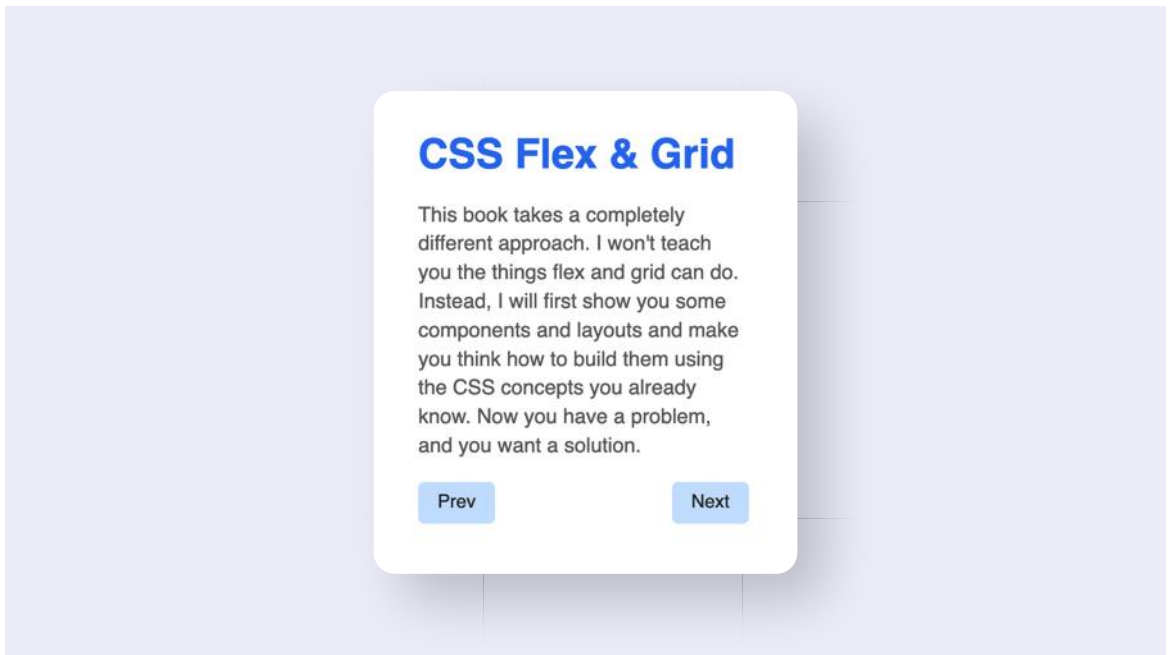 CSS Flex & Grid
This book takes a completely
different approach. I won't teach
you the things flex and grid can do.
Instead, I will first show you some
components and layouts and make
you think how to build them using
the CSS concepts you already
know. Now you have a problem,
and you want a solution.
Prev
Next